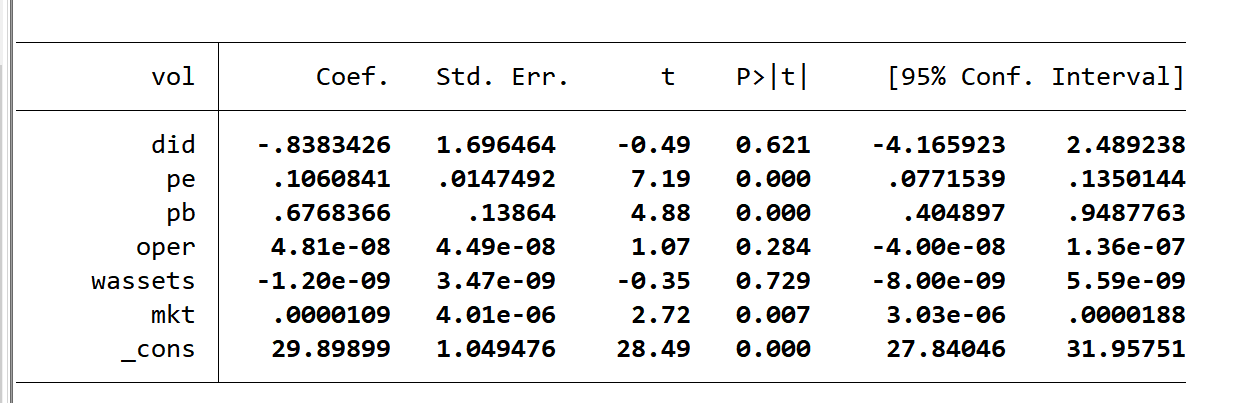 vol Coef. Std. Err. t P>|t| [95% Conf. Interval]
did -.8383426 1.696464 -0.49 0.621 -4.165923 2.489238
pe .1060841 .0147492 7.19 0.000 .0771539 .1350144
pb .6768366 .13864 4.88 0.000 .404897 .9487763
oper 4.81e-08 4.49e-08 1.07 0.284 -4.00e-08 1.36e-07
wassets -1.20e-09 3.47e-09 -0.35 0.729 -8.00e-09 5.59e-09
mkt .0000109 4.01e-06 2.72 0.007 3.03e-06 .0000188
_cons 29.89899 1.049476 28.49 0.000 27.84046 31.95751